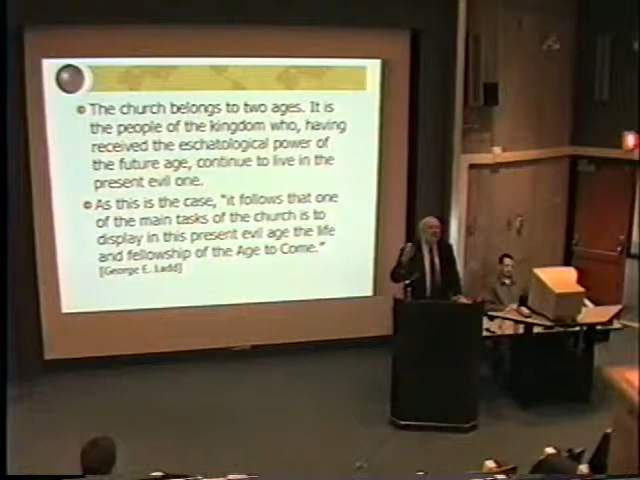 The church belongs to two ages. It is
the people of the kingdom who, having
received the eschatological power of
the future age, continue to live in the
present evil one.
As this is the case, "it follows that one
of the main tasks of the church is to
display in this present evil age the life
and fellowship of the Age to Come."
[George E. Ladd]